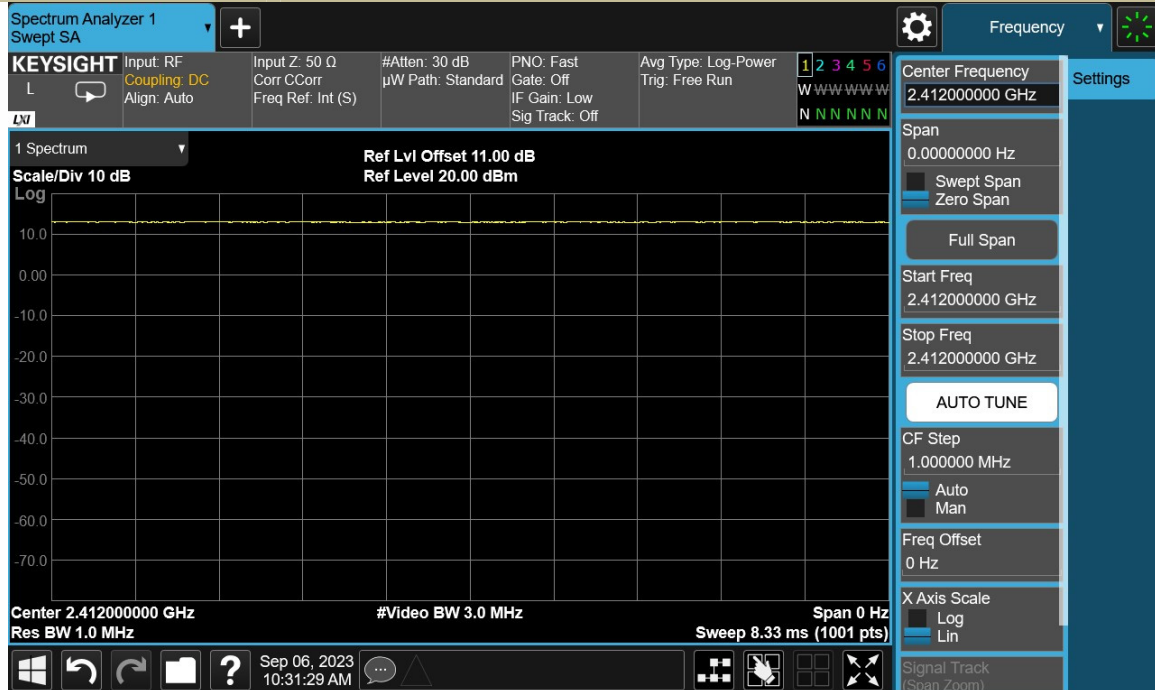 Spectrum Analyzer 1
Swept SA
Frequency
KEYSIGHT
L
LXI
Input: RF
Coupling: DC
Align: Auto
Input Z: 50 Ω
Corr CCorr
Freq Ref: Int (S)
#Atten: 30 dB
µW Path: Standard
PNO: Fast
Gate: Off
IF Gain: Low
Sig Track: Off
Avg Type: Log-Power
Trig: Free Run
1 2 3 4 5 6
W W W W W W
N N N N N N
1 Spectrum
Scale/Div 10 dB
Log
Ref Lvl Offset 11.00 dB
Ref Level 20.00 dBm
10.0
0.00
-10.0
-20.0
-30.0
-40.0
-50.0
-60.0
-70.0
Center 2.412000000 GHz
Res BW 1.0 MHz
#Video BW 3.0 MHz
Span 0 Hz
Sweep 8.33 ms (1001 pts)
?
Sep 06, 2023
10:31:29 AM
Center Frequency
2.412000000 GHz
Span
0.00000000 Hz
Swept Span
Zero Span
Full Span
Start Freq
2.412000000 GHz
Stop Freq
2.412000000 GHz
AUTO TUNE
CF Step
1.000000 MHz
Auto
Man
Freq Offset
0 Hz
X Axis Scale
Log
Lin
Signal Track
(Span Zoom)
Settings